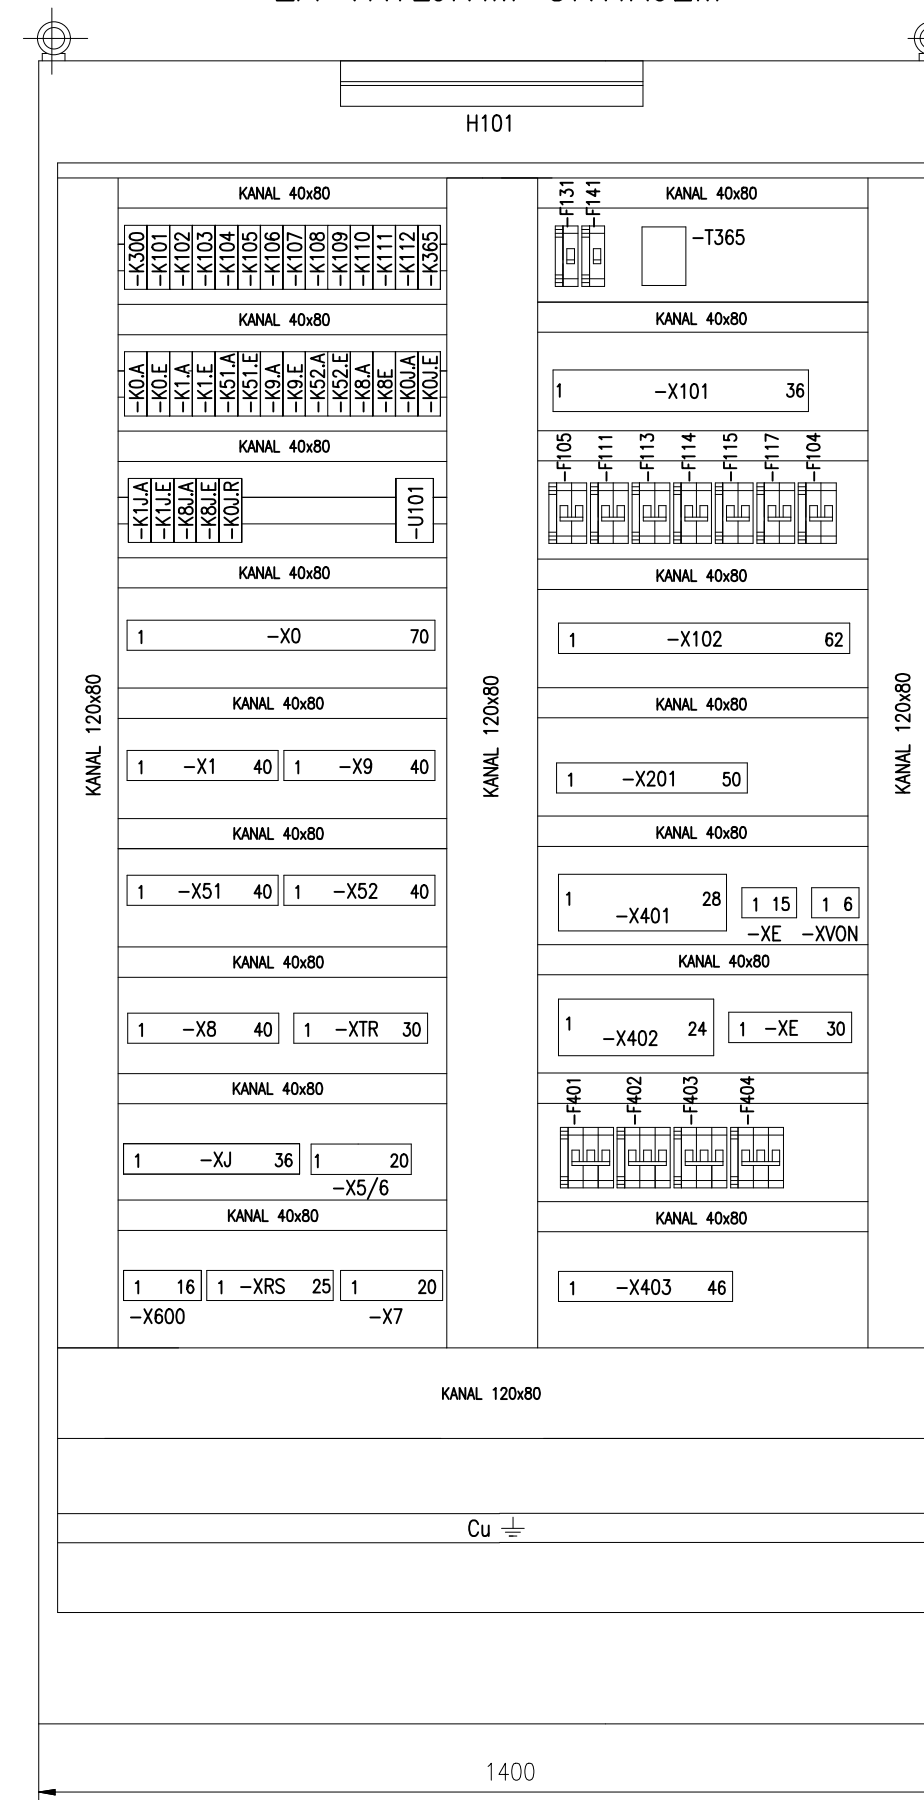 H101
KANAL 40x80
-K300
-K101
-K102
-K103
-K104
-K105
-K106
-K107
-K108
-K109
-K110
-K111
-K112
-K365
KANAL 40x80
-K0.A
-K0.E
-K1.A
-K1.E
-K51.A
-K51.E
-K9.A
-K9.E
-K52.A
-K52.E
-K8.A
-K8E
-K0J.A
-K0J.E
KANAL 40x80
-K1J.A
-K1J.E
-K8J.A
-K8J.E
-K0J.R
-U101
KANAL 40x80
1 -X0 70
KANAL 40x80
1 -X1 40
1 -X9 40
KANAL 40x80
1 -X51 40
1 -X52 40
KANAL 40x80
1 -X8 40
1 -XTR 30
KANAL 40x80
1 -XJ 36
1 20
-X5/6
KANAL 40x80
1 16
-X600
1 -XRS 25
1 20
-X7
KANAL 120x80
KANAL 120x80
KANAL 120x80
-F131
-F141
KANAL 40x80
-T365
KANAL 40x80
1 -X101 36
-F105
-F111
-F113
-F114
-F115
-F117
-F104
KANAL 40x80
1 -X102 62
KANAL 40x80
1 -X201 50
KANAL 40x80
1 28
-X401
1 15
-XE
1 6
-XVON
KANAL 40x80
1 24
-X402
1 -XE 30
-F401
-F402
-F403
-F404
KANAL 40x80
1 -X403 46
KANAL 120x80
Cu
1400